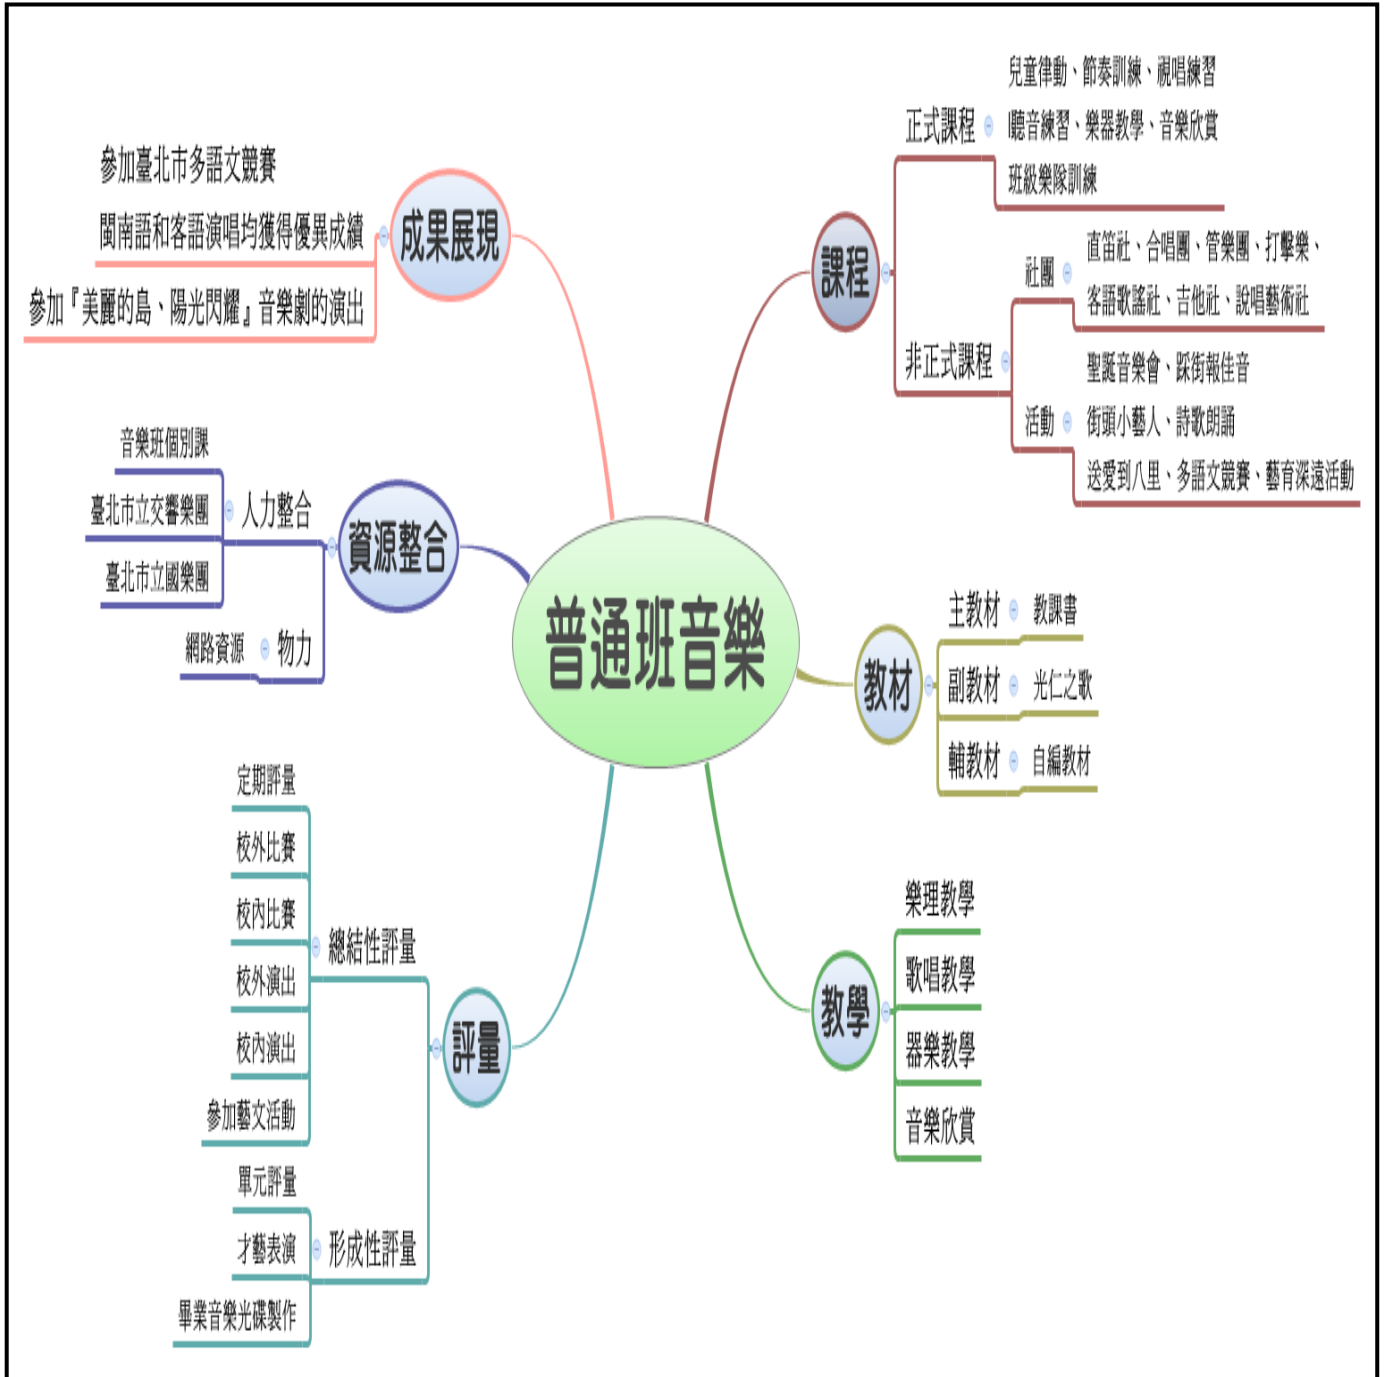 普通班音樂
課程
正式課程
兒童律動、節奏訓練、視唱練習
聽音練習、樂器教學、音樂欣賞
班級樂隊訓練
非正式課程
社團
直笛社、合唱團、管樂團、打擊樂、
客語歌謠社、吉他社、說唱藝術社
活動
聖誕音樂會、踩街報佳音
街頭小藝人、詩歌朗誦
送愛到八里、多語文競賽、藝育深遠活動
教材
主教材
教課書
副教材
光仁之歌
輔教材
自編教材
教學
樂理教學
歌唱教學
器樂教學
音樂欣賞
成果展現
參加臺北市多語文競賽
閩南語和客語演唱均獲得優異成績
參加『美麗的島、陽光閃耀』音樂劇的演出
資源整合
人力整合
音樂班個別課
臺北市立交響樂團
臺北市立國樂團
物力
網路資源
評量
總結性評量
定期評量
校外比賽
校內比賽
校外演出
校內演出
參加藝文活動
形成性評量
單元評量
才藝表演
畢業音樂光碟製作